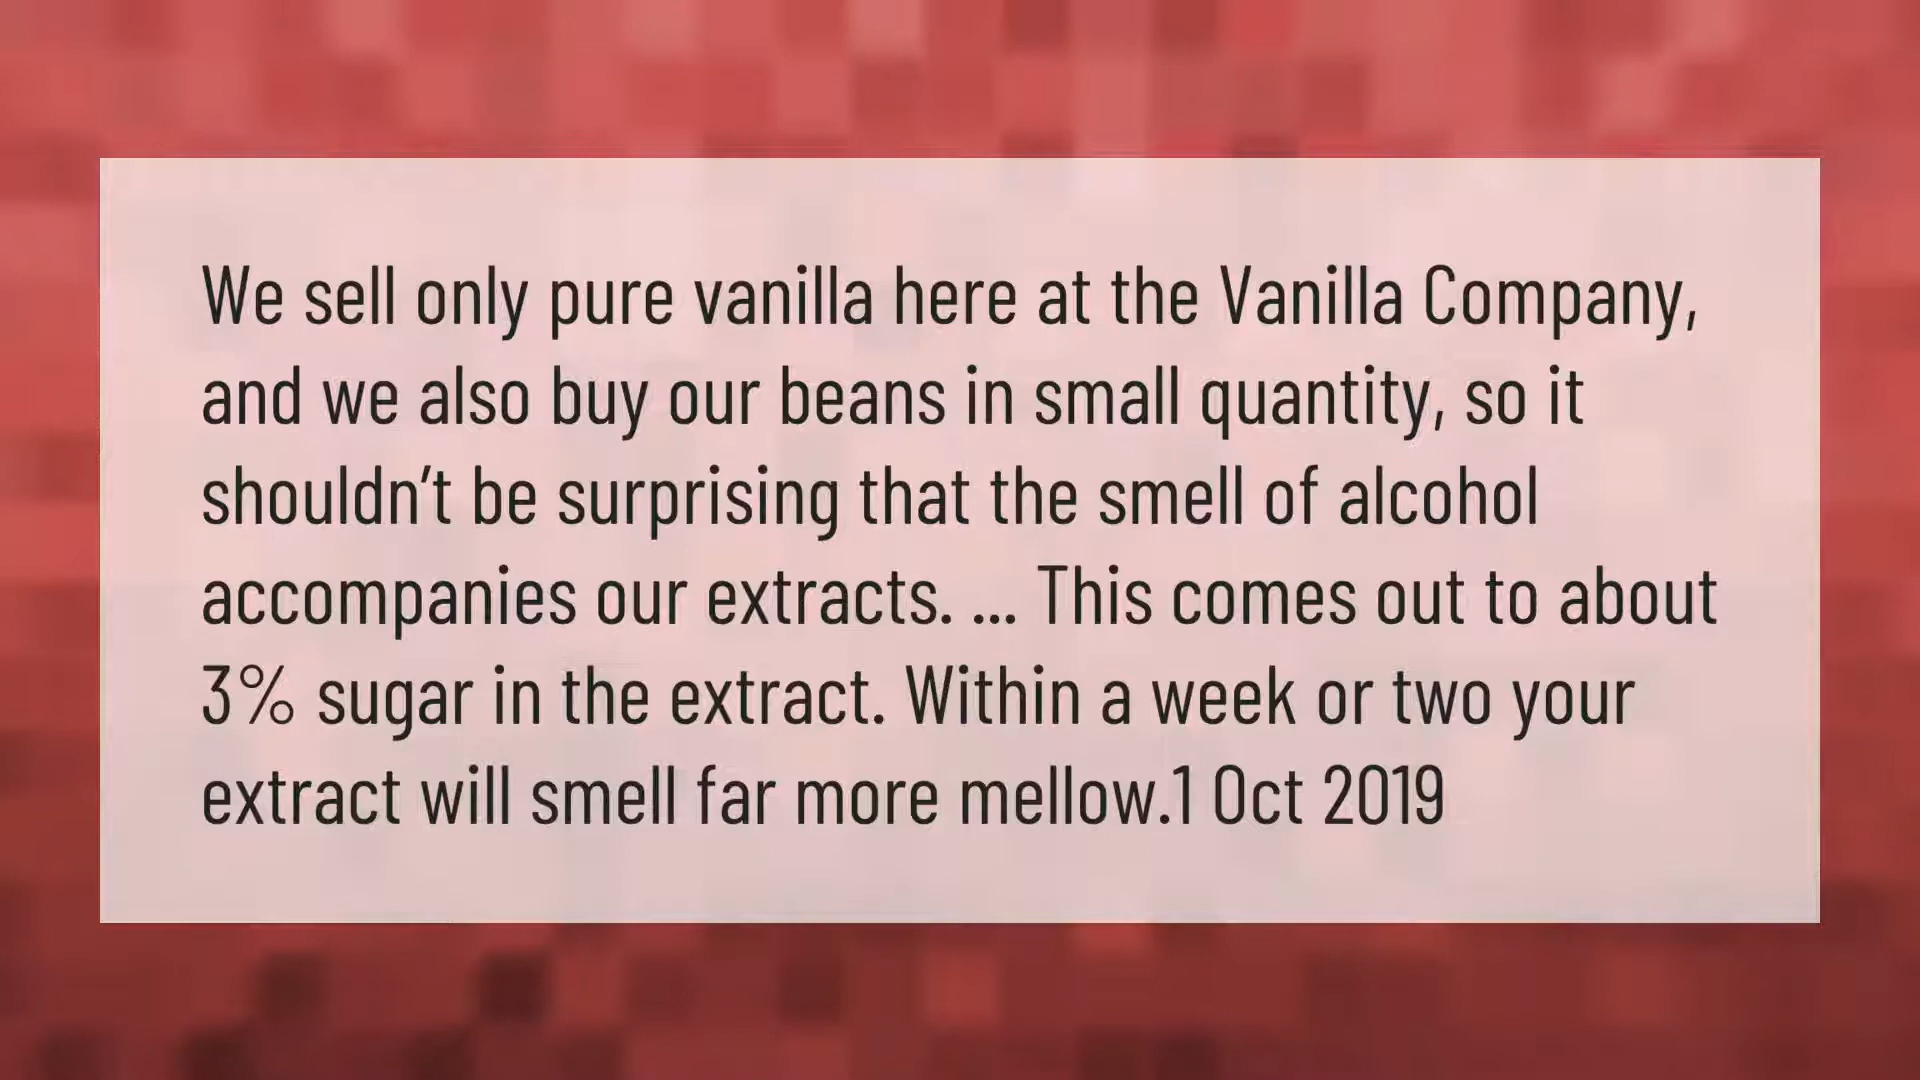 We sell only pure vanilla here at the Vanilla Company,
and we also buy our beans in small quantity, so it
shouldn't be surprising that the smell of alcohol
accompanies our extracts. ... This comes out to about
3% sugar in the extract. Within a week or two your
extract will smell far more mellow.1 Oct 2019